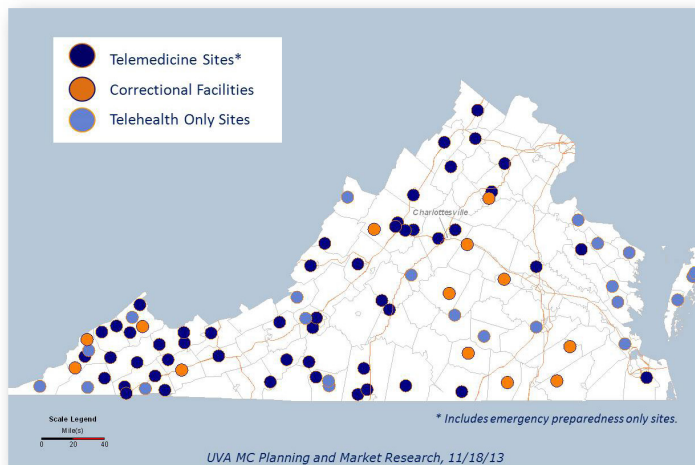 Telemedicine Sites*
Correctional Facilities
Telehealth Only Sites
Charlottesville
* Includes emergency preparedness only sites.
Scale Legend
Mile(s)
0 20 40
UVA MC Planning and Market Research, 11/18/13